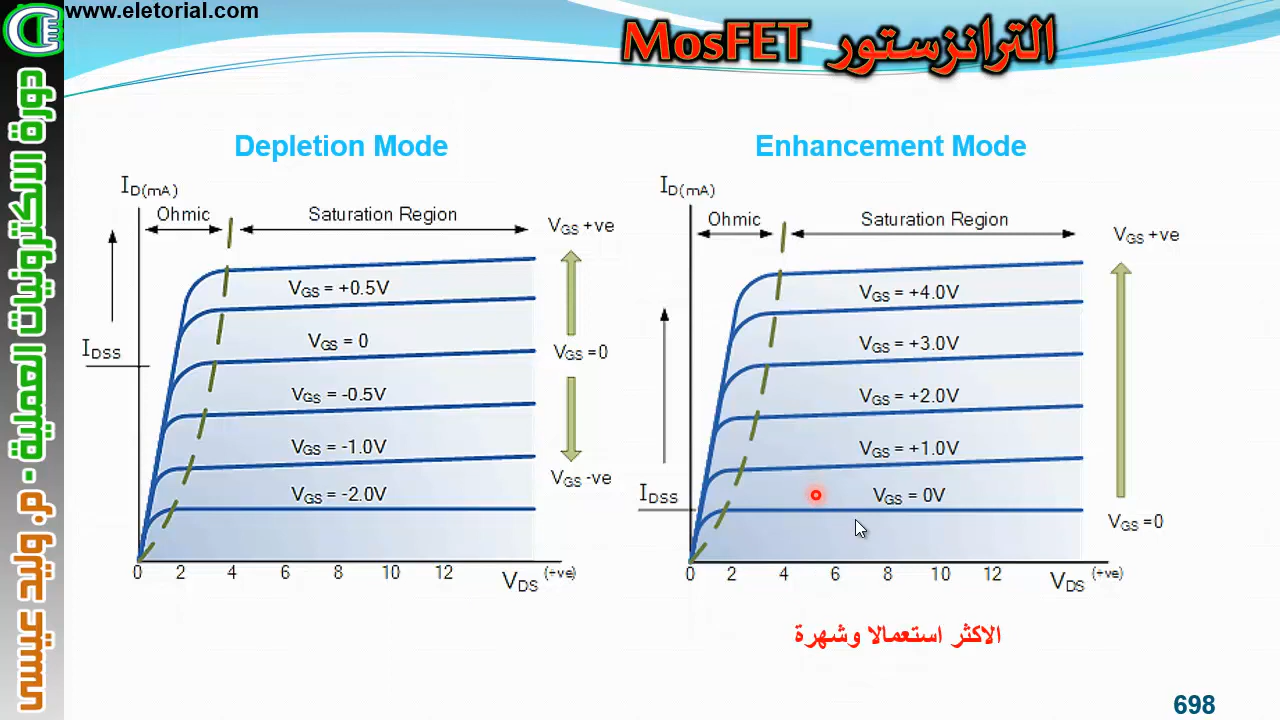 www.eletorial.com
CE
دورة الالكترونيات العملية - م. وليد عيسى
الترانزستور MosFET
Depletion Mode
I D(mA)
Ohmic
Saturation Region
VGS +ve
VGS = +0.5V
VGS = 0
IDSS
VGS =0
VGS = -0.5V
VGS = -1.0V
VGS -ve
VGS = -2.0V
0 2 4 6 8 10 12
VDS (+ve)
Enhancement Mode
I D(mA)
Ohmic
Saturation Region
VGS +ve
VGS = +4.0V
VGS = +3.0V
VGS = +2.0V
VGS = +1.0V
IDSS
VGS = 0V
VGS =0
0 2 4 6 8 10 12
VDS (+ve)
الاكثر استعمالا وشهرة
698